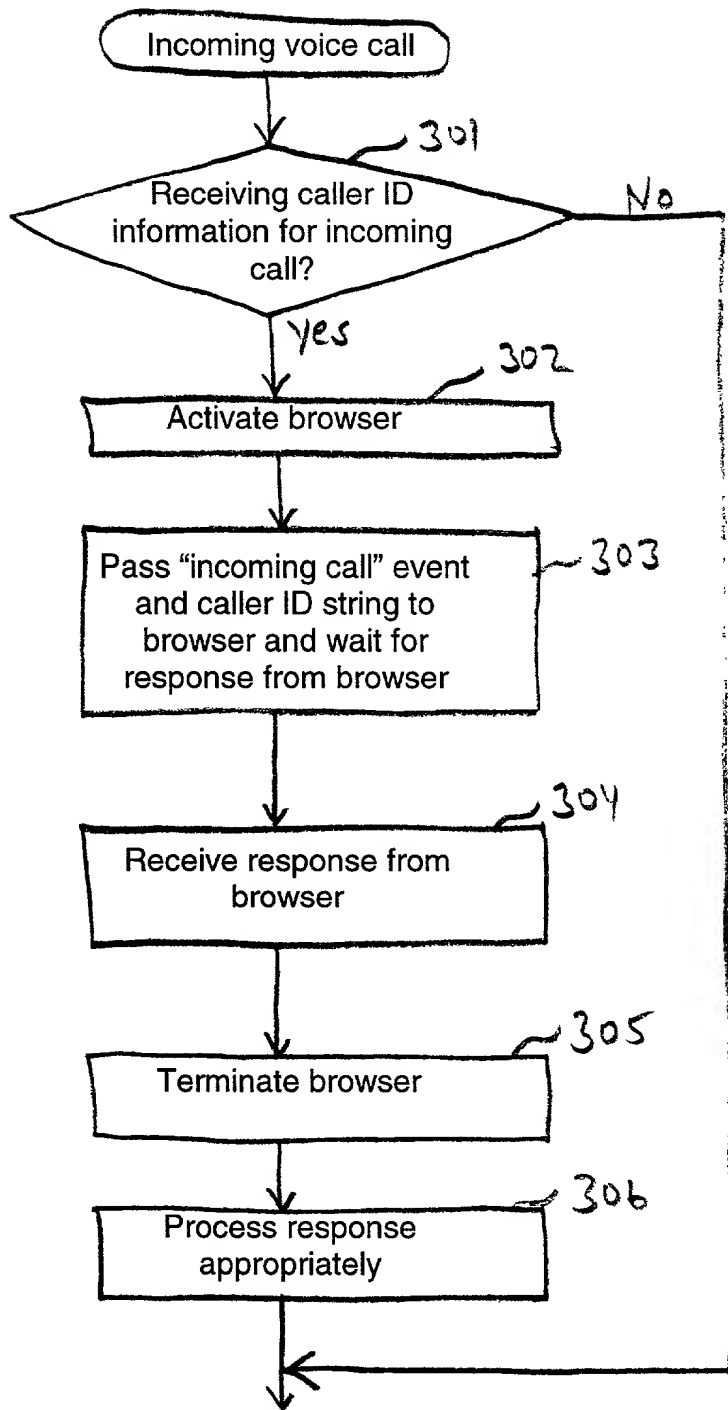 Incoming voice call
301
Receiving caller ID
information for incoming
call?
No
yes
302
Activate browser
303
Pass “incoming call” event
and caller ID string to
browser and wait for
response from browser
304
Receive response from
browser
305
Terminate browser
306
Process response
appropriately